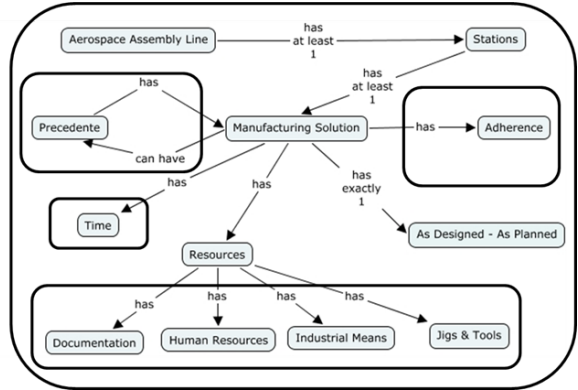 Aerospace Assembly Line
has
at least
1
Stations
has
at least
1
has
Precedente
Manufacturing Solution
has
Adherence
can have
has
has
has
exactly
1
Time
As Designed - As Planned
Resources
has
has
has
has
Documentation
Human Resources
Industrial Means
Jigs & Tools